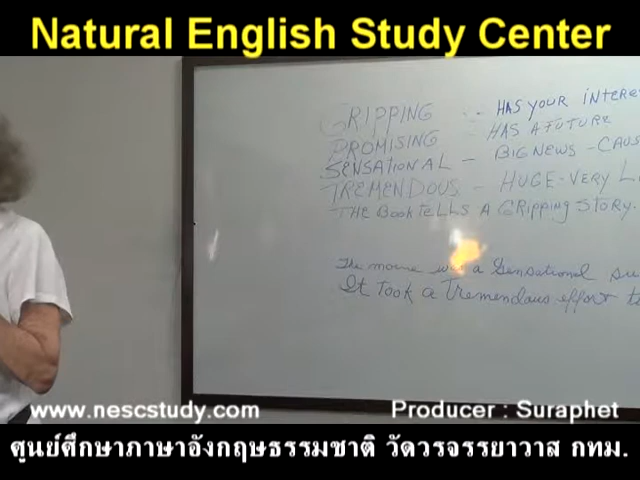 Natural English Study Center
GRIPPING -- HAS YOUR INTERE
PROMISING HAS A FUTURE
SENSATIONAL - BIG NEWS - CAUS
TREMENDOUS - HUGE - VERY L
THE BOOK TELLS A GRIPPING STORY.
The movie was a Sensational su
It Took a Tremendous effort t
www.nescstudy.com
Producer : Suraphet
ศูนย์ศึกษาภาษาอังกฤษธรรมชาติ วัดวรจรรยาวาส กทม.